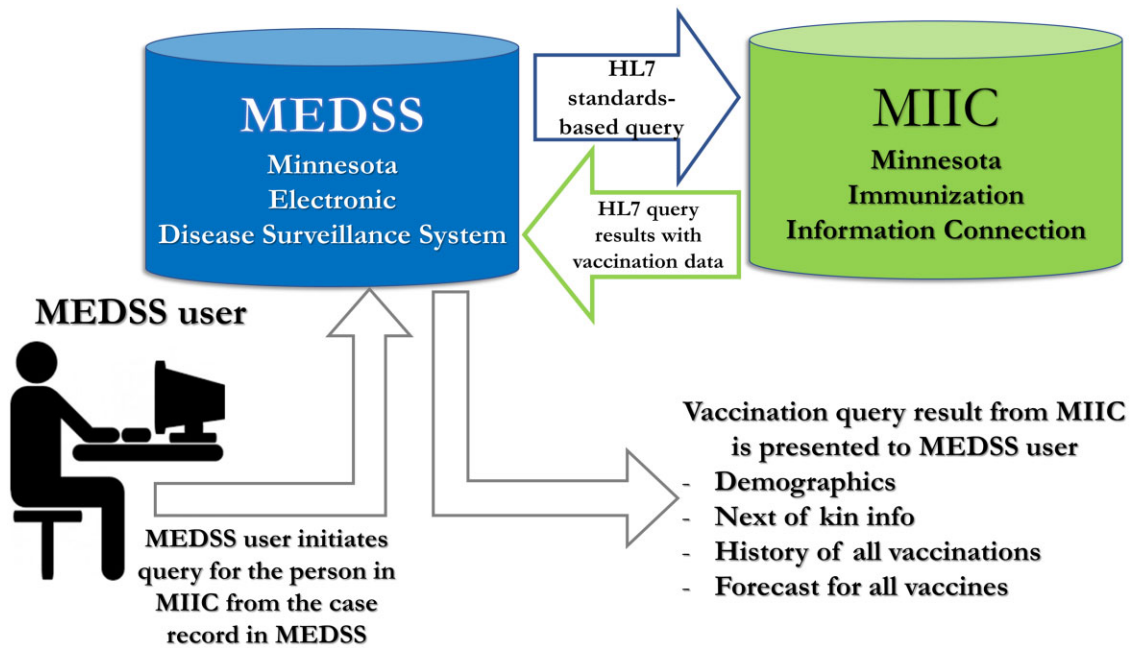 MEDSS
Minnesota
Electronic
Disease Surveillance System
HL7
standards-
based query
MIIC
Minnesota
Immunization
Information Connection
HL7 query
results with
vaccination data
MEDSS user
MEDSS user initiates
query for the person in
MIIC from the case
record in MEDSS
Vaccination query result from MIIC
is presented to MEDSS user
- Demographics
- Next of kin info
- History of all vaccinations
- Forecast for all vaccines